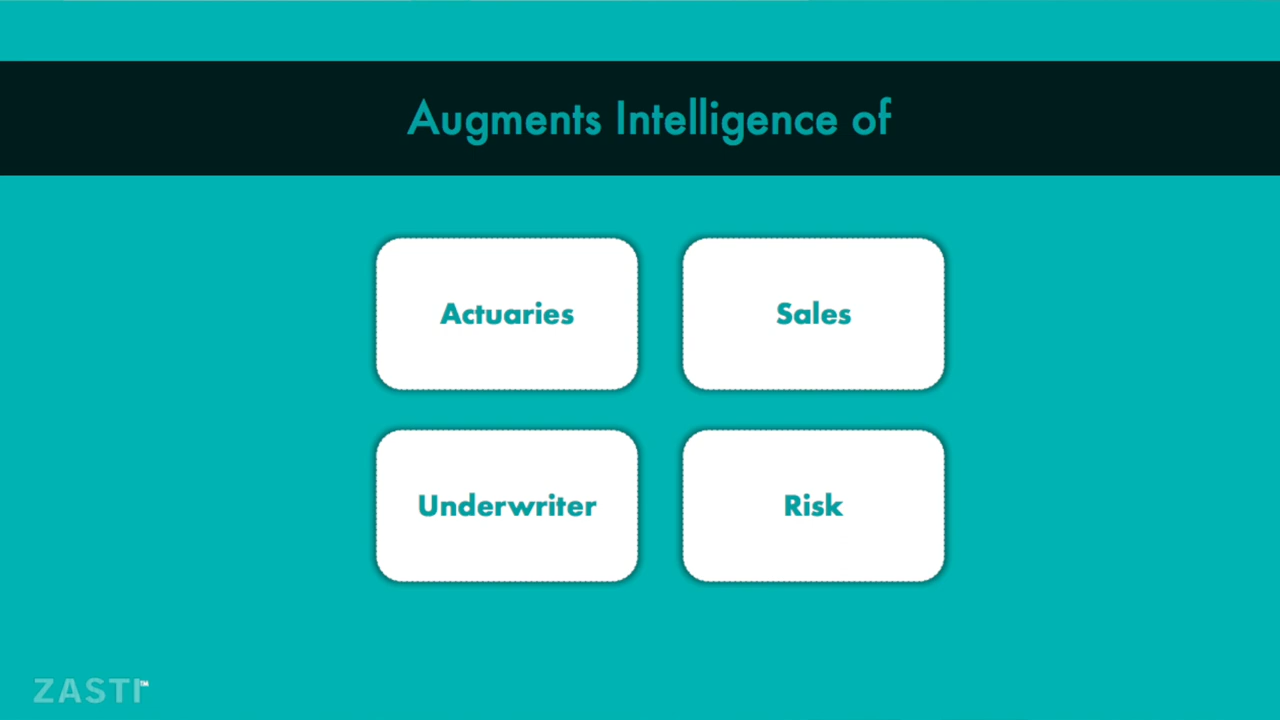 Augments Intelligence of
Actuaries
Sales
Underwriter
Risk
ZASTI™